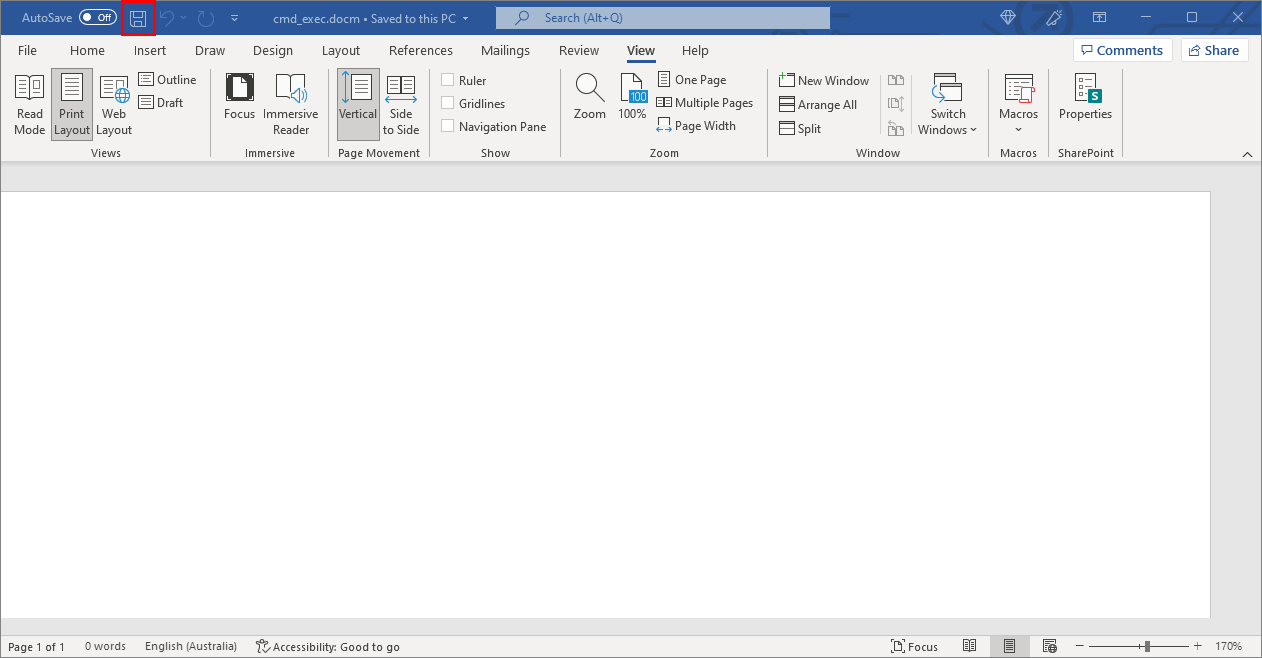 AutoSave Off cmd_exec.docm • Saved to this PC Search (Alt+Q)
File Home Insert Draw Design Layout References Mailings Review View Help Comments Share
Read Mode
Print Layout
Web Layout
Outline
Draft
Views
Focus
Immersive Reader
Immersive
Vertical
Side to Side
Page Movement
Ruler
Gridlines
Navigation Pane
Show
Zoom
100
100%
One Page
Multiple Pages
Page Width
Zoom
New Window
Arrange All
Split
Switch Windows
Window
Macros
Macros
S
Properties
SharePoint
Page 1 of 1 0 words English (Australia) Accessibility: Good to go Focus 170%